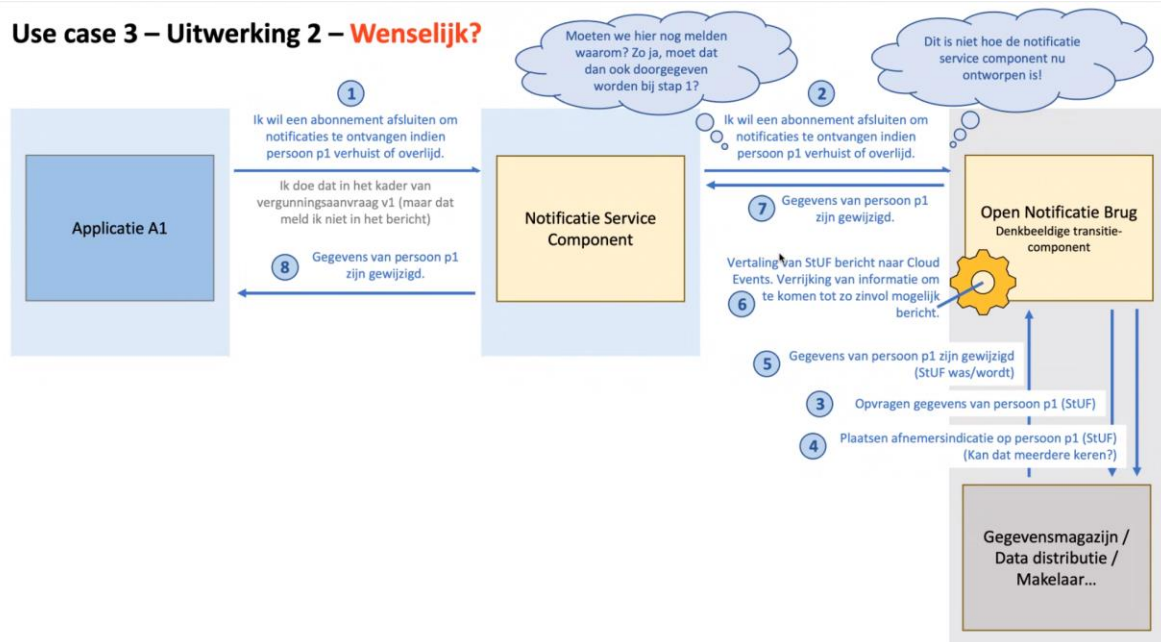 Use case 3 – Uitwerking 2 – Wenselijk?
Moeten we hier nog melden
waarom? Zo ja, moet dat
dan ook doorgegeven
worden bij stap 1?
Dit is niet hoe de notificatie
service component nu
ontworpen is!
1
Ik wil een abonnement afsluiten om
notificaties te ontvangen indien
persoon p1 verhuist of overlijd.
2
Ik wil een abonnement afsluiten om
notificaties te ontvangen indien
persoon p1 verhuist of overlijd.
Ik doe dat in het kader van
vergunningsaanvraag v1 (maar dat
meld ik niet in het bericht)
Applicatie A1
Notificatie Service
Component
7
Gegevens van persoon p1
zijn gewijzigd.
Open Notificatie Brug
Denkbeeldige transitie-
component
8
Gegevens van persoon p1
zijn gewijzigd.
Vertaling van StUF bericht naar Cloud
Events. Verrijking van informatie om
te komen tot zo zinvol mogelijk
bericht.
6
5
Gegevens van persoon p1 zijn gewijzigd
(StUF was/wordt)
3
Opvragen gegevens van persoon p1 (StUF)
4
Plaatsen afnemersindicatie op persoon p1 (StUF)
(Kan dat meerdere keren?)
Gegevensmagazijn /
Data distributie /
Makelaar...